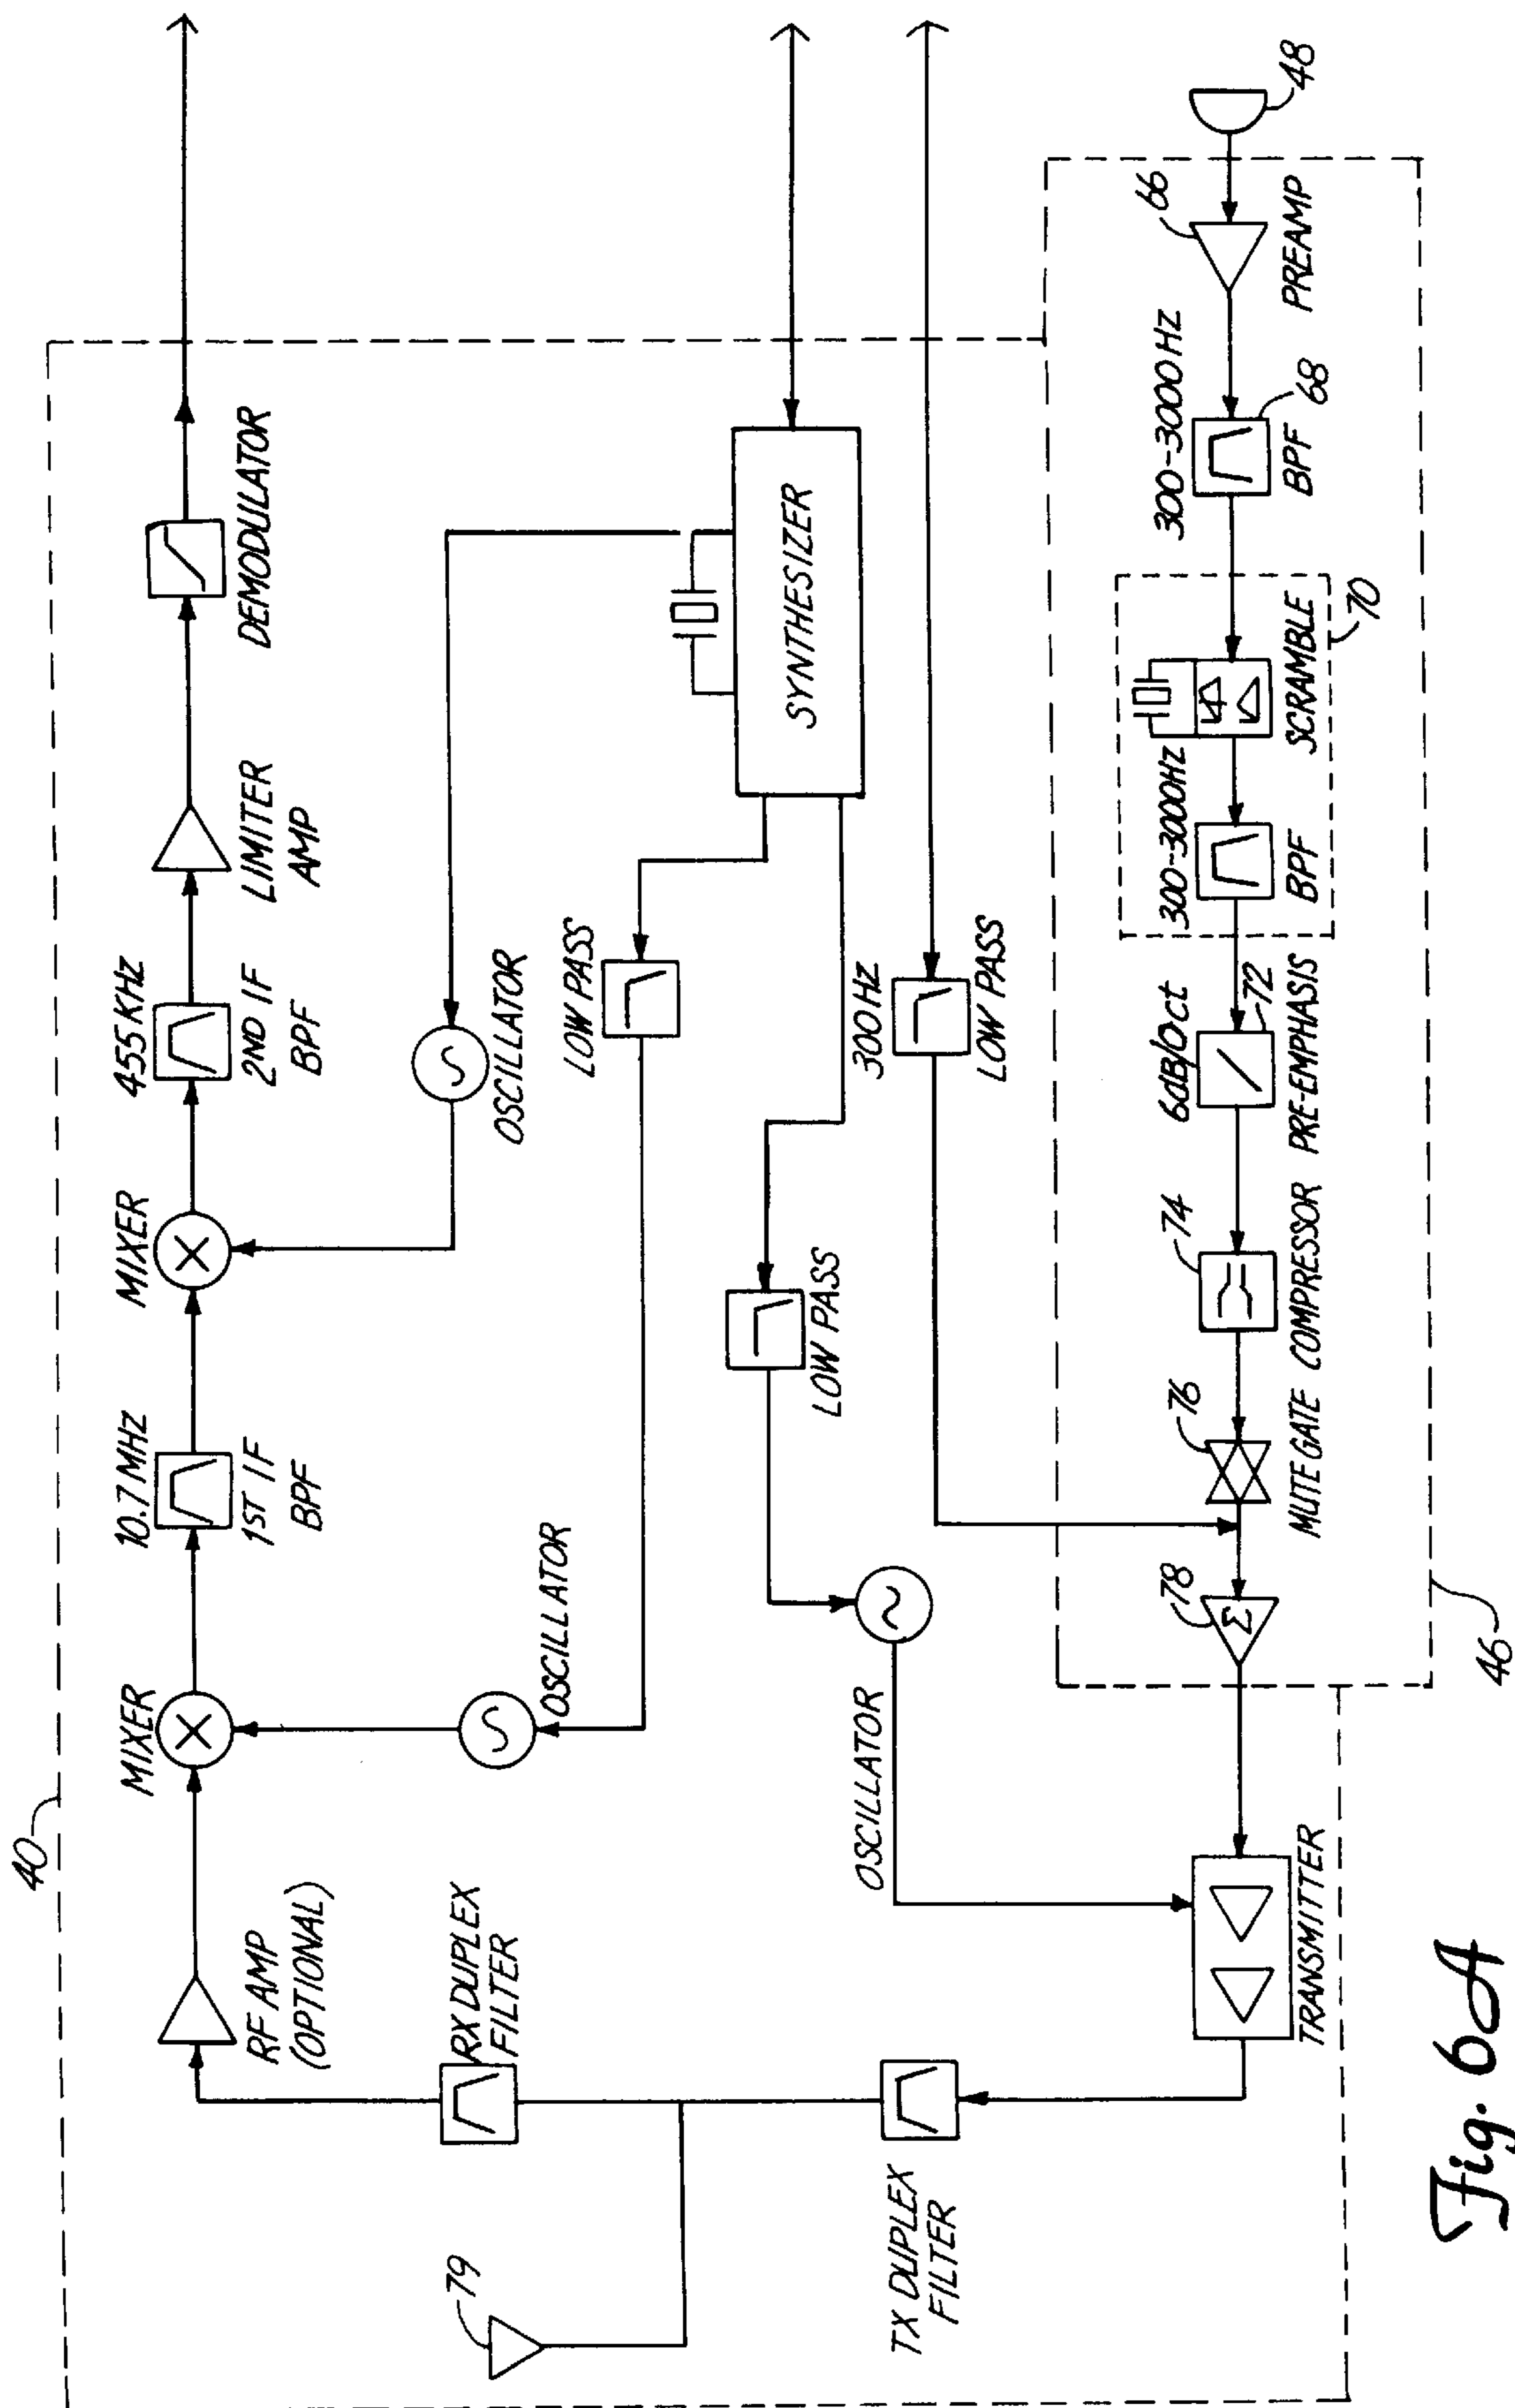 40
MIXER
10.7 MHz
1ST IF
BPF
MIXER
455 KHz
2ND IF
BPF
LIMITER
AMP
DEMODULATOR
RF AMP
(OPTIONAL)
RX DUPLEX
FILTER
OSCILLATOR
OSCILLATOR
LOW PASS
SYNTHESIZER
79
TX DUPLEX
FILTER
OSCILLATOR
LOW PASS
300 Hz
LOW PASS
TRANSMITTER
78
Σ
76
MUTE GATE
74
COMPRESSOR
6dB/Oct
72
PRE-EMPHASIS
300-3000Hz
BPF
SCRAMBLE
70
300-3000 Hz
68
BPF
66
PREAMP
48
46
Fig. 6A